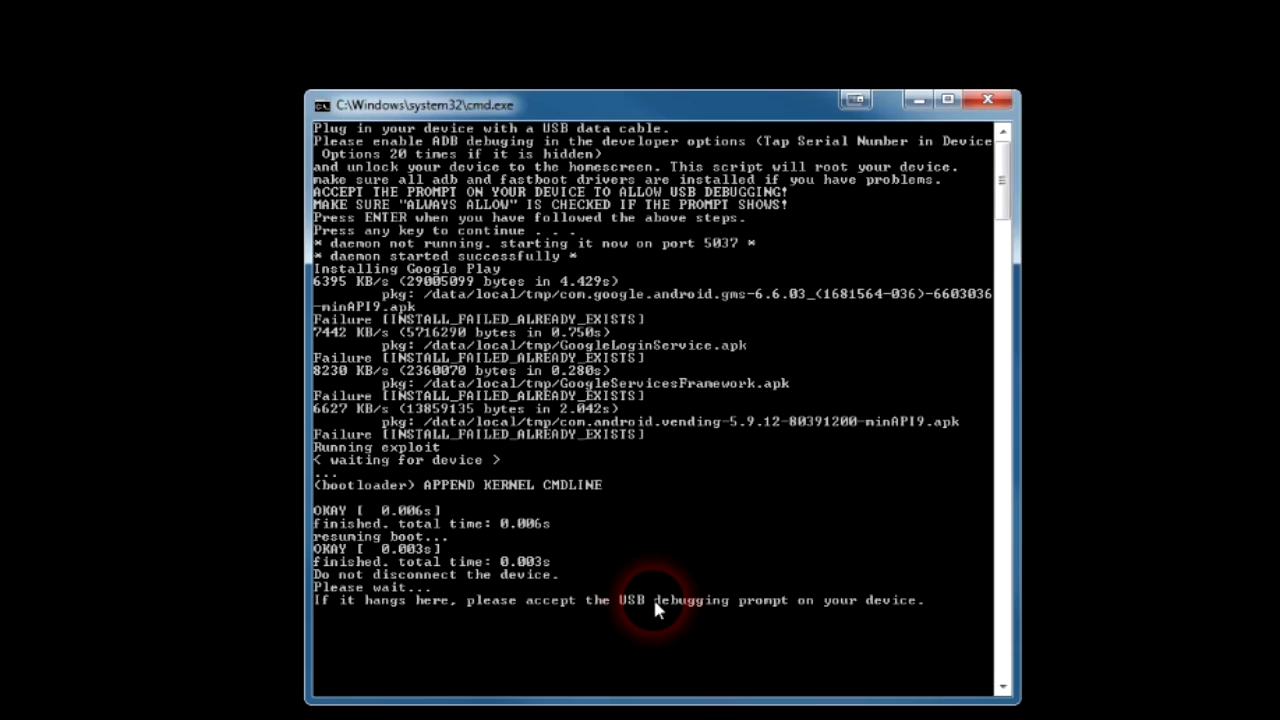 C:\Windows\system32\cmd.exe
Plug in your device with a USB data cable.
Please enable ADB debuging in the developer options (Tap Serial Number in Device
Options 20 times if it is hidden)
and unlock your device to the homescreen. This script will root your device.
make sure all adb and fastboot drivers are installed if you have problems.
ACCEPT THE PROMPT ON YOUR DEVICE TO ALLOW USB DEBUGGING!
MAKE SURE "ALWAYS ALLOW" IS CHECKED IF THE PROMPT SHOWS!
Press ENTER when you have followed the above steps.
Press any key to continue . . .
* daemon not running. starting it now on port 5037 *
* daemon started successfully *
Installing Google Play
6395 KB/s (29005099 bytes in 4.429s)
pkg: /data/local/tmp/com.google.android.gms-6.6.03_(1681564-036)-6603036
-minAPI9.apk
Failure [INSTALL_FAILED_ALREADY_EXISTS]
7442 KB/s (5716290 bytes in 0.750s)
pkg: /data/local/tmp/GoogleLoginService.apk
Failure [INSTALL_FAILED_ALREADY_EXISTS]
8230 KB/s (2360070 bytes in 0.280s)
pkg: /data/local/tmp/GoogleServicesFramework.apk
Failure [INSTALL_FAILED_ALREADY_EXISTS]
6627 KB/s (13859135 bytes in 2.042s)
pkg: /data/local/tmp/com.android.vending-5.9.12-80391200-minAPI9.apk
Failure [INSTALL_FAILED_ALREADY_EXISTS]
Running exploit
< waiting for device >
...
(bootloader) APPEND KERNEL CMDLINE
OKAY [  0.006s]
finished. total time: 0.006s
resuming boot...
OKAY [  0.003s]
finished. total time: 0.003s
Do not disconnect the device.
Please wait...
If it hangs here, please accept the USB debugging prompt on your device.